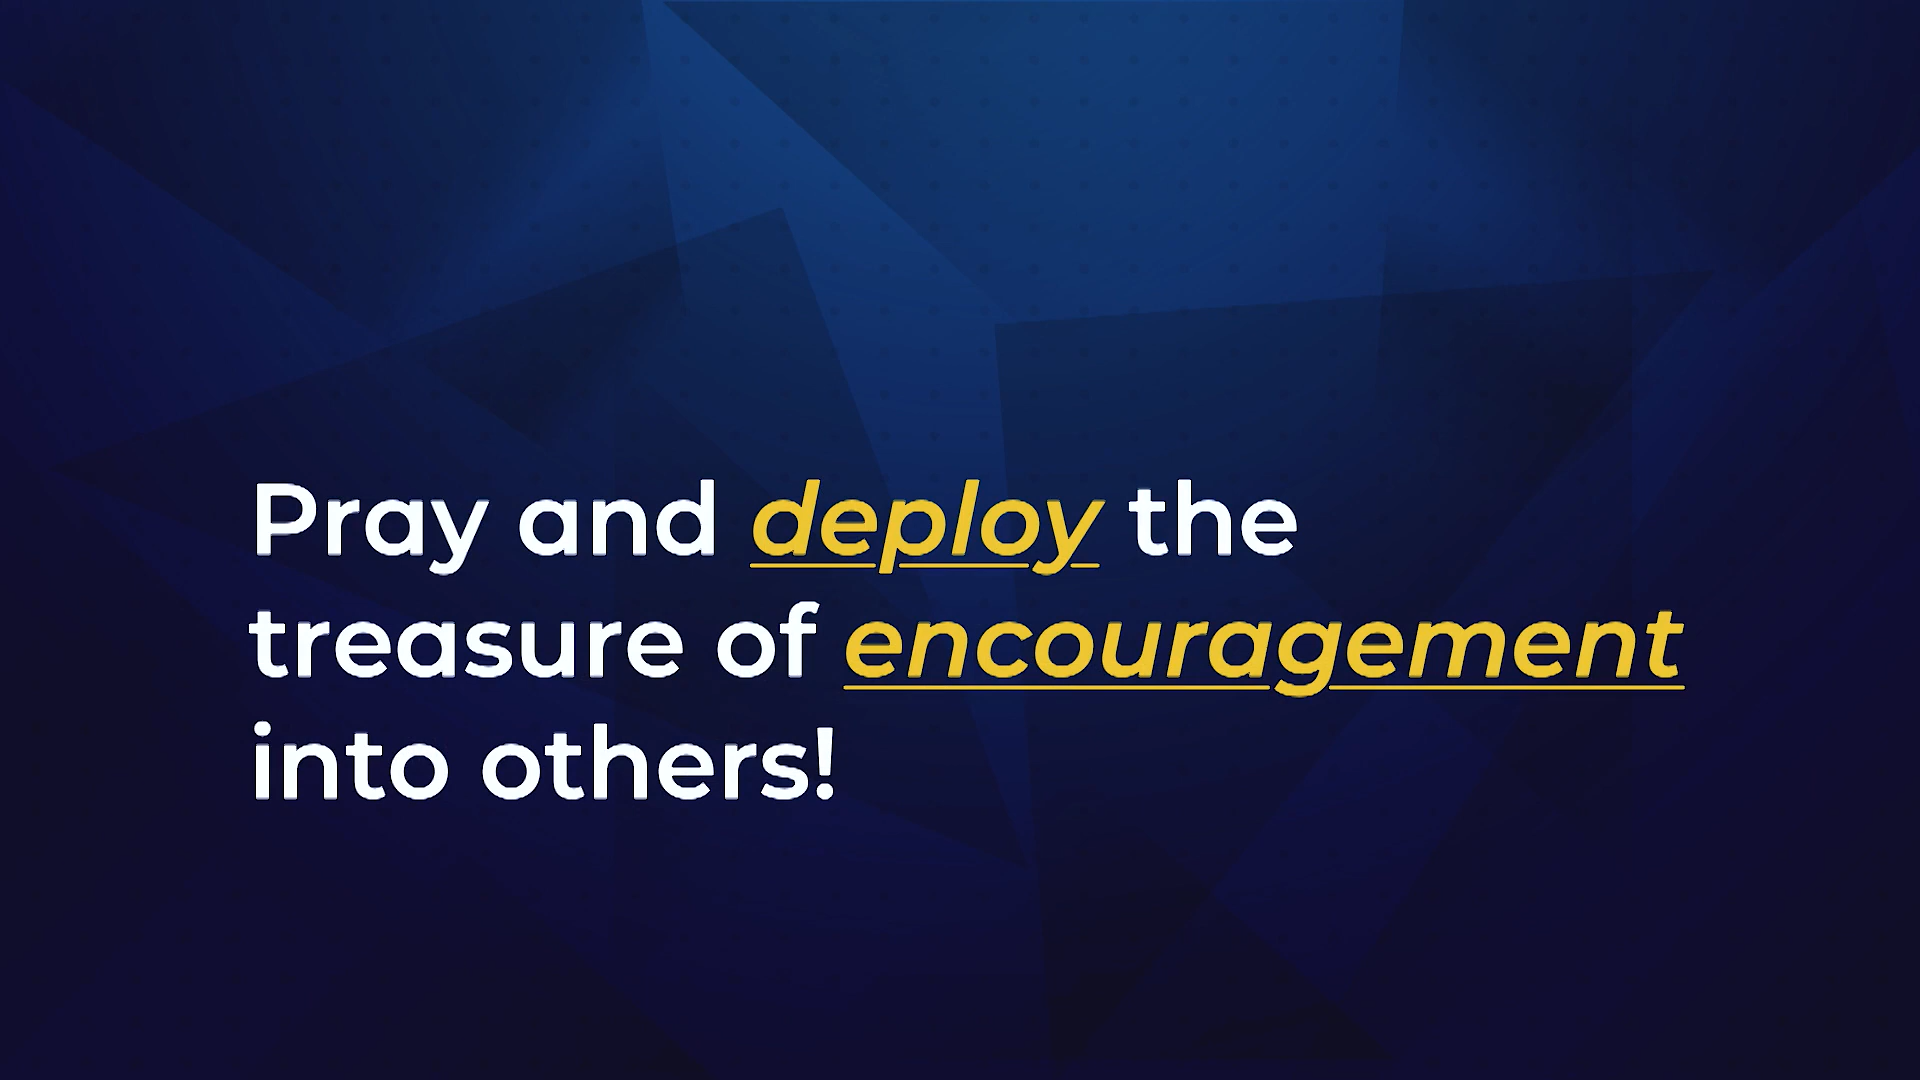 Pray and deploy the
treasure of encouragement
into others!